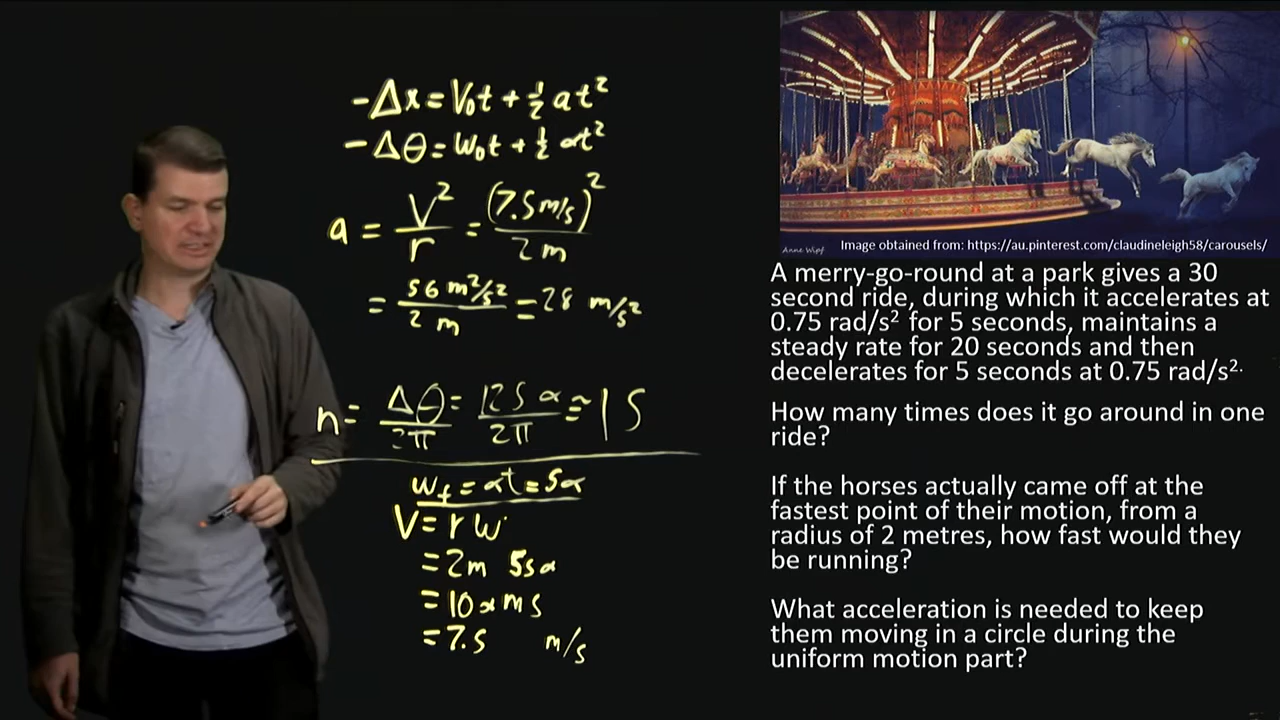 -Δx = V₀t + ½ at²
-Δθ = ω₀t + ½ αt²
a = V²/r = (7.5 m/s)²/2 m
= 56 m²/s²/2 m = 28 m/s²
n = Δθ/2π = 125 α/2π ≅ 15
ω_f = αt = 5α
V = r ω
= 2m 5s α
= 10 α m s
= 7.5 m/s
Anne Wipf
Image obtained from: https://au.pinterest.com/claudineleigh58/carousels/
A merry-go-round at a park gives a 30
second ride, during which it accelerates at
0.75 rad/s² for 5 seconds, maintains a
steady rate for 20 seconds and then
decelerates for 5 seconds at 0.75 rad/s²·
How many times does it go around in one
ride?
If the horses actually came off at the
fastest point of their motion, from a
radius of 2 metres, how fast would they
be running?
What acceleration is needed to keep
them moving in a circle during the
uniform motion part?